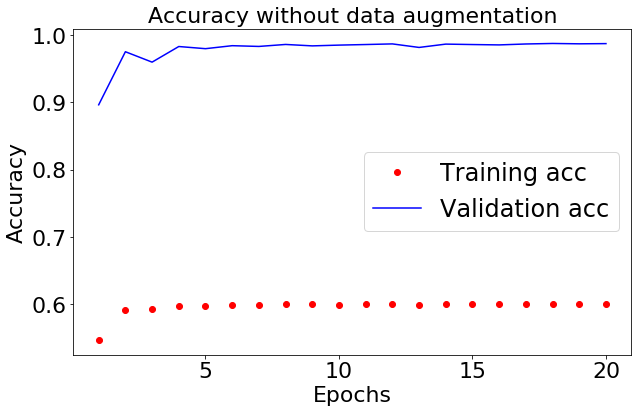 Accuracy without data augmentation
1.0
0.9
0.8
0.7
0.6
Accuracy
Training acc
Validation acc
5 10 15 20
Epochs